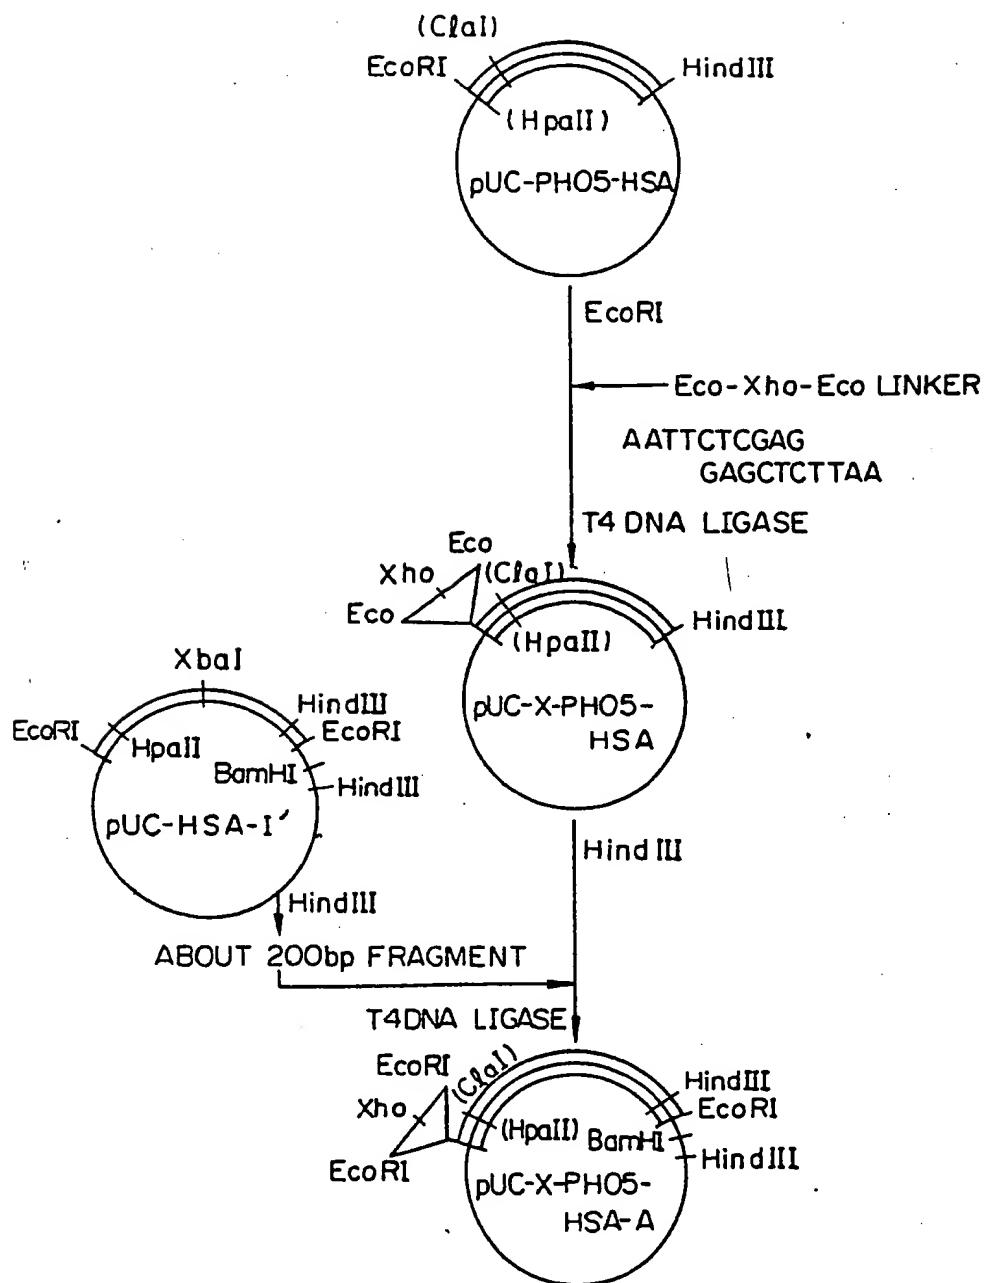 (ClaI)
EcoRI
HindIII
(HpaII)
pUC-PHO5-HSA
EcoRI
Eco-Xho-Eco LINKER
AATTCTCGAG
GAGCTCTTAA
T4 DNA LIGASE
Eco
Xho
(ClaI)
Eco
HindIII
(HpaII)
XbaI
pUC-X-PHO5-
HSA
HindIII
EcoRI
EcoRI
HpaII
BamHI
HindIII
pUC-HSA-I'
HindIII
HindIII
ABOUT 200bp FRAGMENT
T4DNA LIGASE
EcoRI
(ClaI)
HindIII
Xho
EcoRI
(HpaII)
BamHI
EcoRI
HindIII
pUC-X-PHO5-
HSA-A